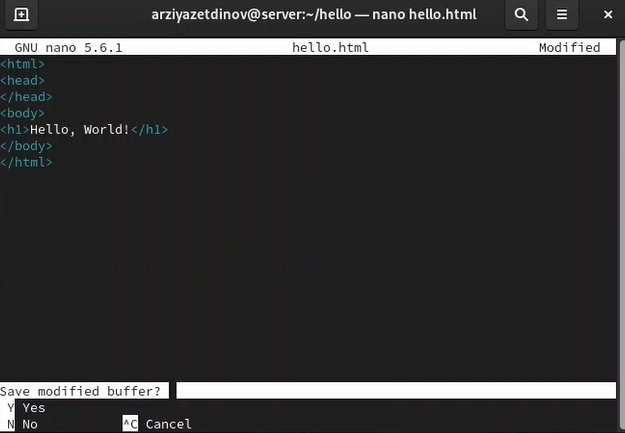 arziyazetdinov@server:~/hello — nano hello.html
GNU nano 5.6.1 hello.html Modified
<html>
<head>
</head>
<body>
<h1>Hello, World!</h1>
</body>
</html>
Save modified buffer?
Y Yes
N No ^C Cancel